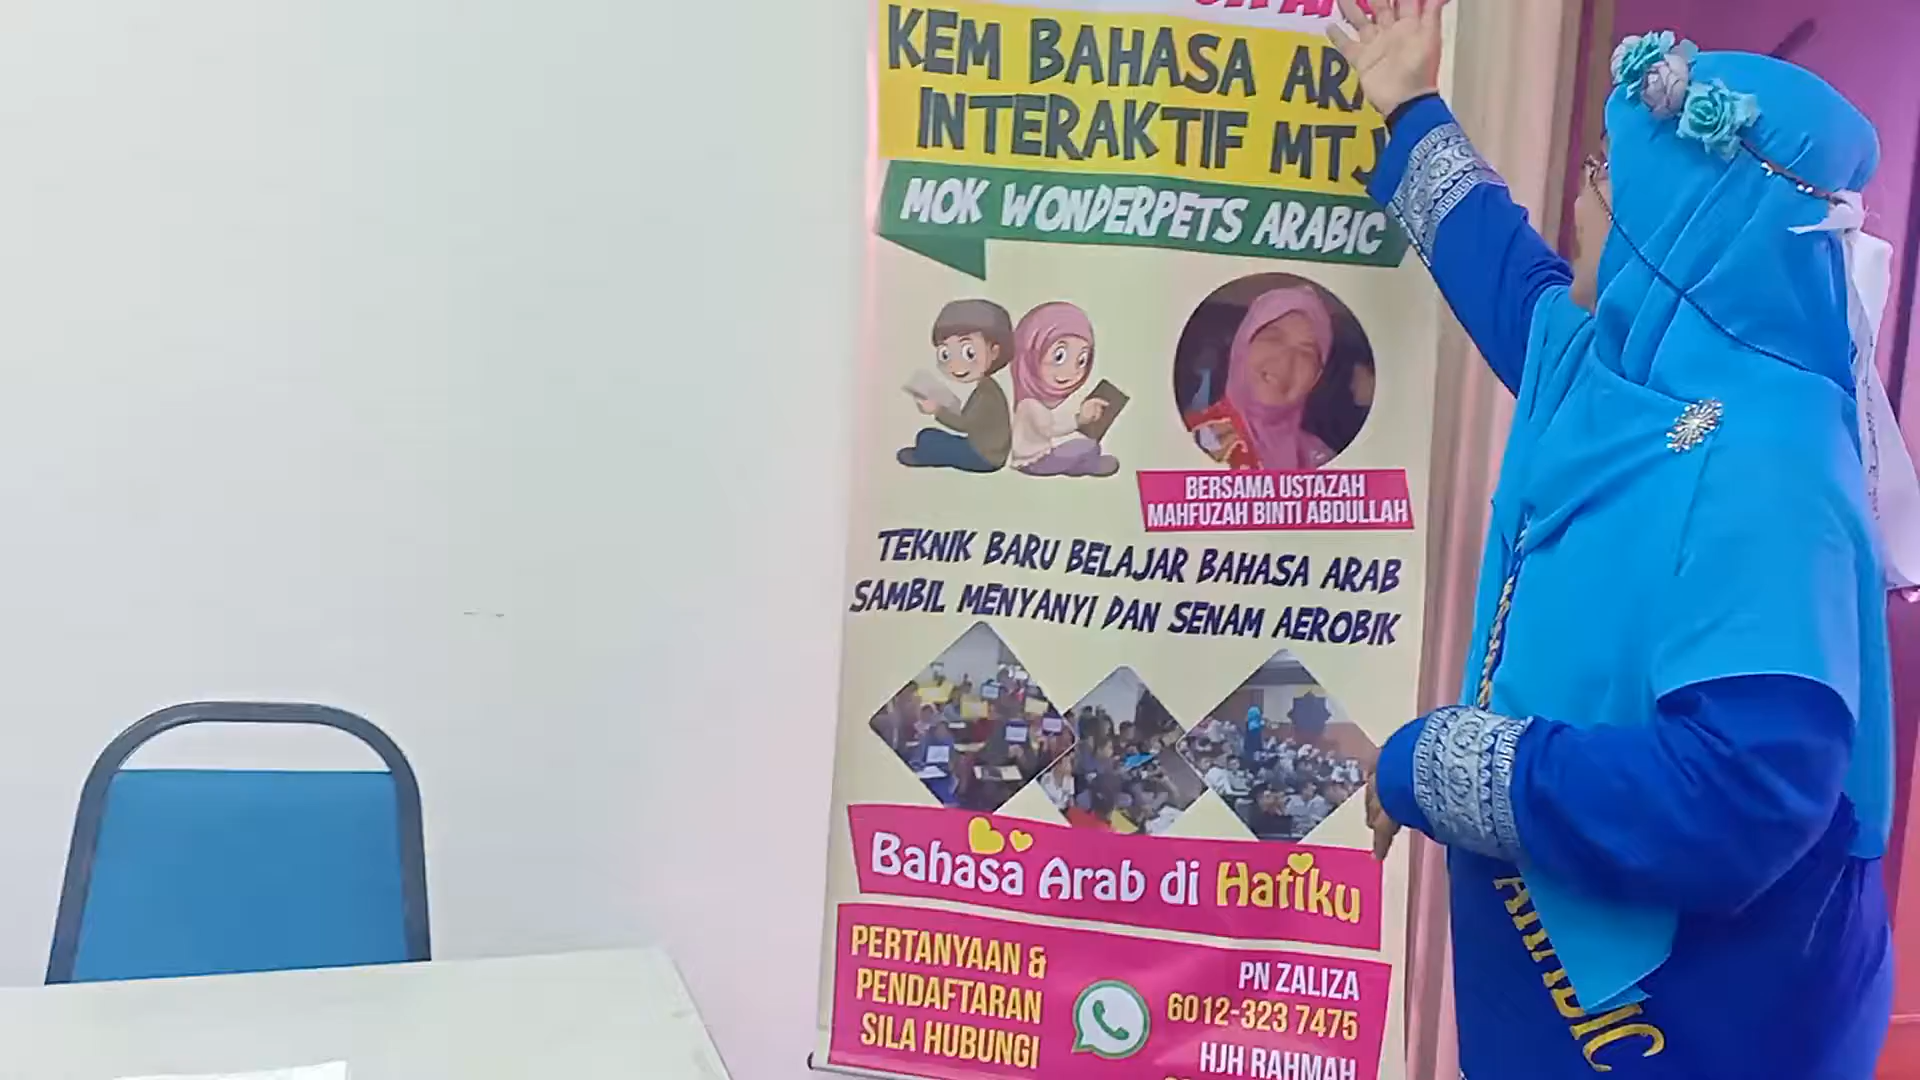 KEM BAHASA ARA
INTERAKTIF MTJ
MOK WONDERPETS ARABIC
BERSAMA USTAZAH
MAHFUZAH BINTI ABDULLAH
TEKNIK BARU BELAJAR BAHASA ARAB
SAMBIL MENYANYI DAN SENAM AEROBIK
Bahasa Arab di Hatiku
PERTANYAAN &
PENDAFTARAN
SILA HUBUNGI
PN ZALIZA
6012-323 7475
HJH RAHMAH